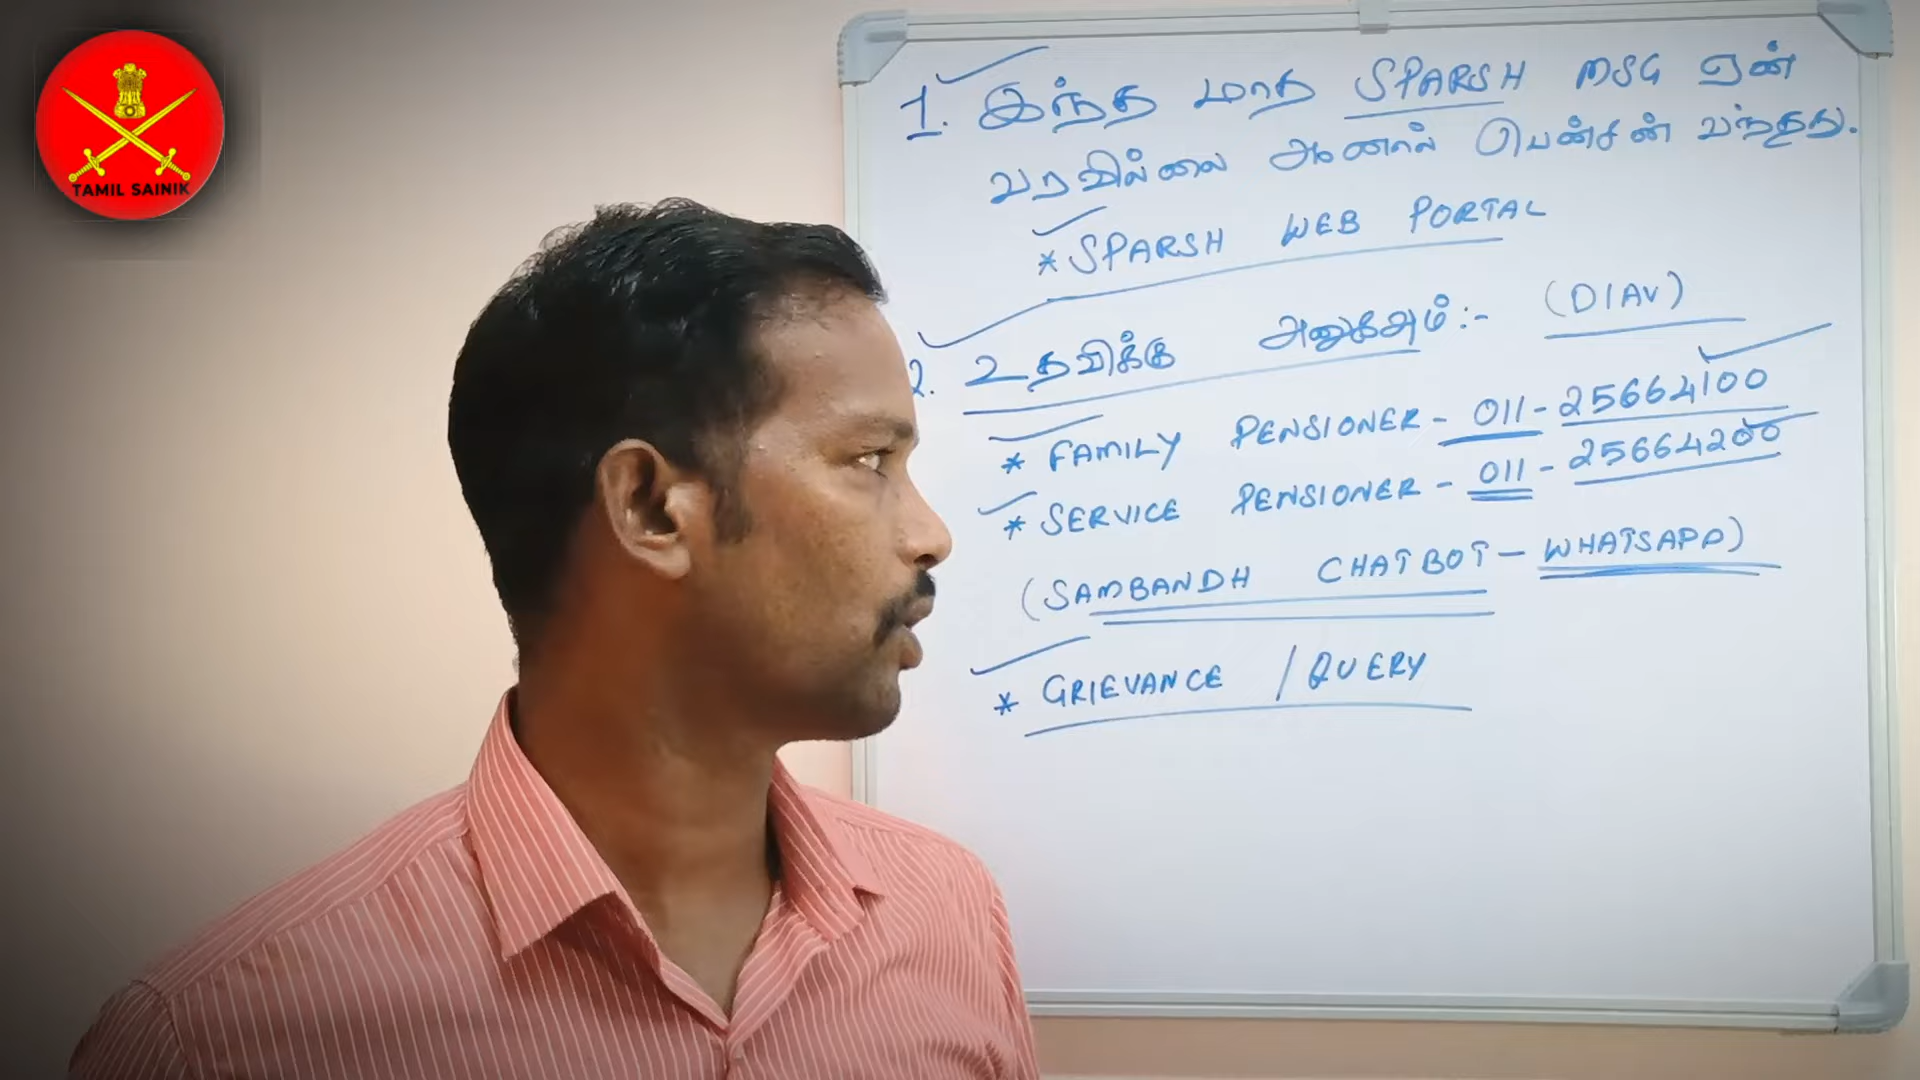 TAMIL SAINIK
1. இந்த மாத SPARSH MSG ஏன்
வரவில்லை ஆனால் பென்சன் வந்தது.
* SPARSH WEB PORTAL
2. உதவிக்கு அணுகவும் :- (DIAV)
* FAMILY PENSIONER - 011 - 25664100
* SERVICE PENSIONER - 011 - 25664200
(SAMBANDH CHATBOT - WHATSAPP)
* GRIEVANCE / QUERY